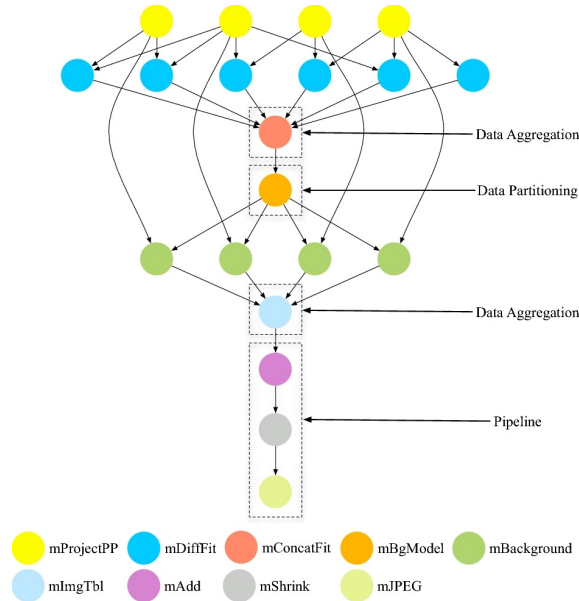 Data Aggregation
Data Partitioning
Data Aggregation
Pipeline
mProjectPP mDiffFit mConcatFit mBgModel mBackground
mImgTbl mAdd mShrink mJPEG